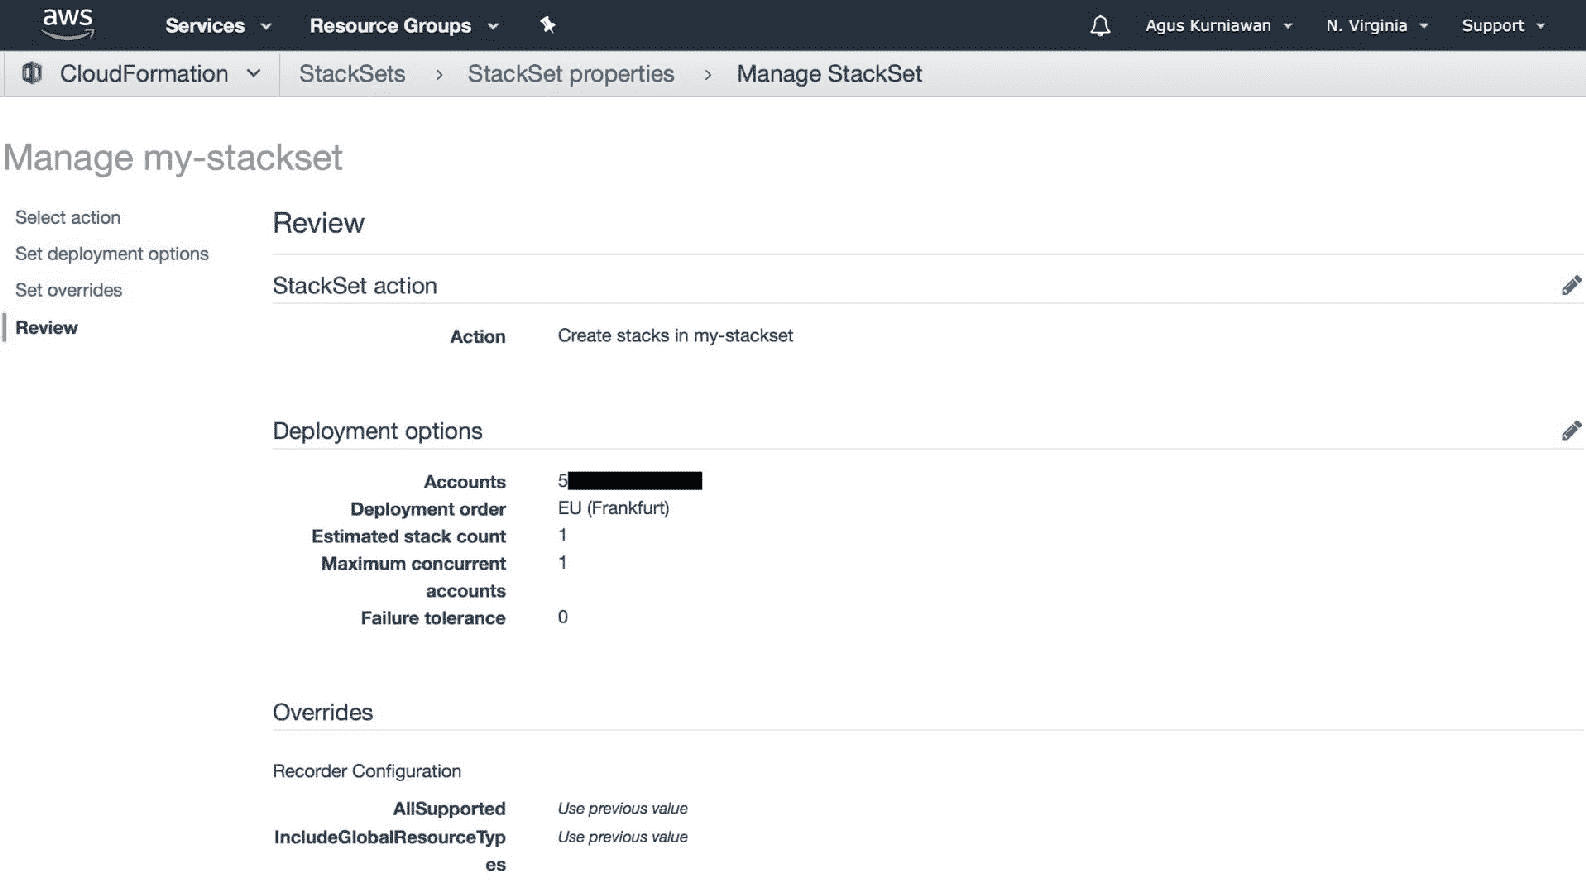 aws Services Resource Groups Agus Kurniawan N. Virginia Support
CloudFormation StackSets > StackSet properties > Manage StackSet
Manage my-stackset
Select action
Set deployment options
Set overrides
Review
Review
StackSet action
Action Create stacks in my-stackset
Deployment options
Accounts 5
Deployment order EU (Frankfurt)
Estimated stack count 1
Maximum concurrent 1
accounts
Failure tolerance 0
Overrides
Recorder Configuration
AllSupported Use previous value
IncludeGlobalResourceTyp Use previous value
es